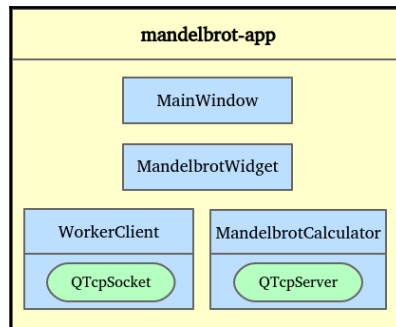 mandelbrot-app
MainWindow
MandelbrotWidget
WorkerClient
MandelbrotCalculator
QTcpSocket
QTcpServer